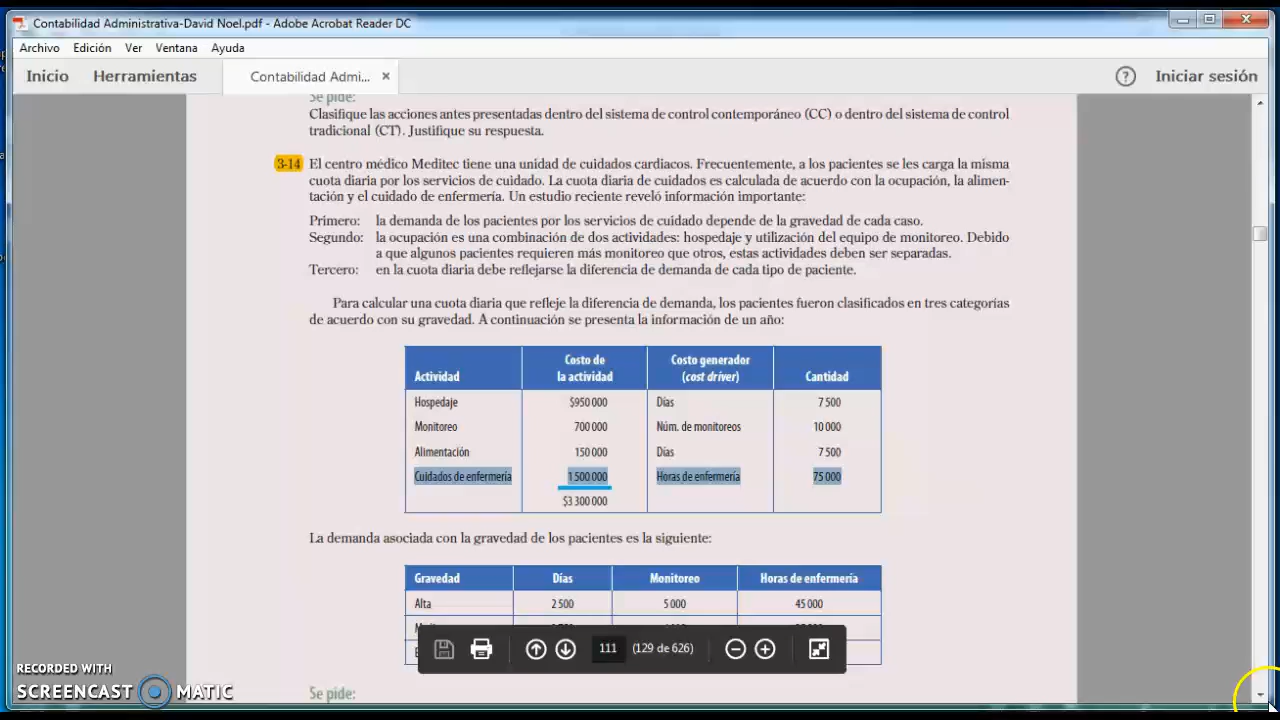 Contabilidad Administrativa-David Noel.pdf - Adobe Acrobat Reader DC
Archivo Edición Ver Ventana Ayuda
Inicio Herramientas Contabilidad Admi... × ? Iniciar sesión
Se pide:
Clasifique las acciones antes presentadas dentro del sistema de control contemporáneo (CC) o dentro del sistema de control
tradicional (CT). Justifique su respuesta.
3-14 El centro médico Meditec tiene una unidad de cuidados cardiacos. Frecuentemente, a los pacientes se les carga la misma
cuota diaria por los servicios de cuidado. La cuota diaria de cuidados es calculada de acuerdo con la ocupación, la alimen-
tación y el cuidado de enfermería. Un estudio reciente reveló información importante:
Primero: la demanda de los pacientes por los servicios de cuidado depende de la gravedad de cada caso.
Segundo: la ocupación es una combinación de dos actividades: hospedaje y utilización del equipo de monitoreo. Debido
a que algunos pacientes requieren más monitoreo que otros, estas actividades deben ser separadas.
Tercero: en la cuota diaria debe reflejarse la diferencia de demanda de cada tipo de paciente.
Para calcular una cuota diaria que refleje la diferencia de demanda, los pacientes fueron clasificados en tres categorías
de acuerdo con su gravedad. A continuación se presenta la información de un año:
Actividad Costo de la actividad Costo generador (cost driver) Cantidad
Hospedaje $950 000 Días 7 500
Monitoreo 700 000 Núm. de monitoreos 10 000
Alimentación 150 000 Días 7 500
Cuidados de enfermería 1 500 000 Horas de enfermería 75 000
$3 300 000
La demanda asociada con la gravedad de los pacientes es la siguiente:
Gravedad Días Monitoreo Horas de enfermería
Alta 2 500 5 000 45 000
111 (129 de 626)
Se pide:
RECORDED WITH
SCREENCAST MATIC